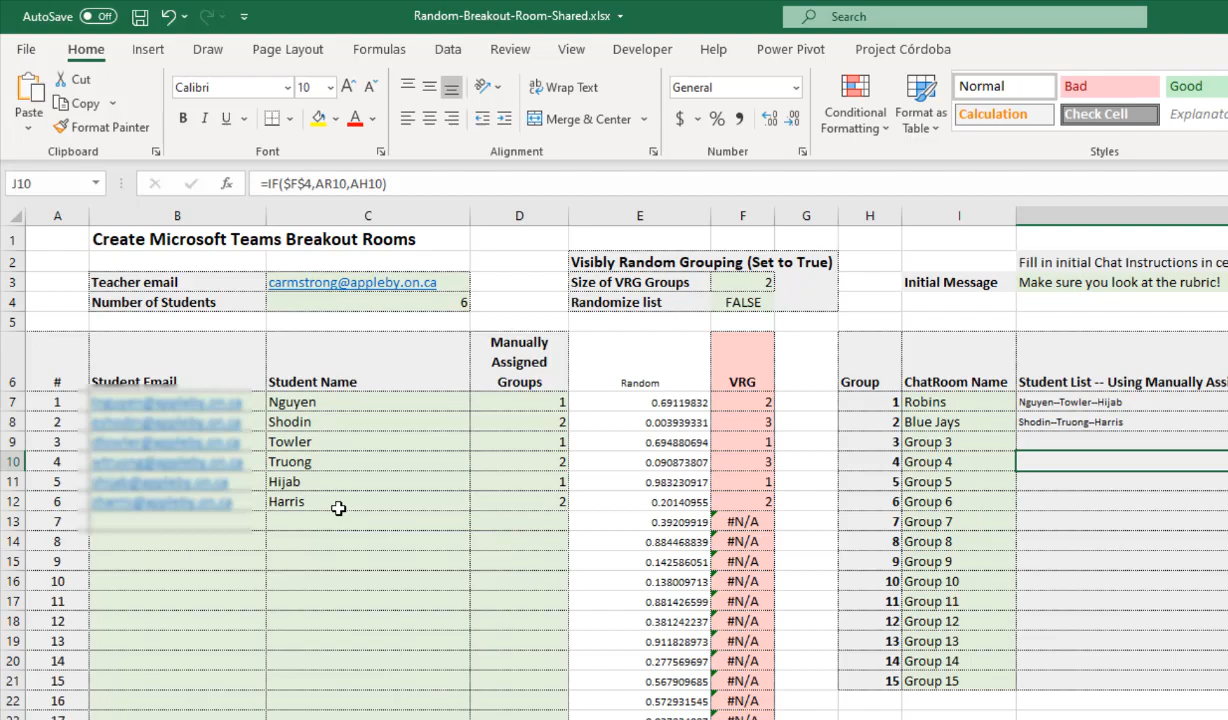 AutoSave Off Random-Breakout-Room-Shared.xlsx Search
File Home Insert Draw Page Layout Formulas Data Review View Developer Help Power Pivot Project Córdoba
Paste Cut Copy Format Painter
Clipboard
Calibri 10
B I U
Font
Wrap Text
Merge & Center
Alignment
General
$ %
Number
Conditional Formatting
Format as Table
Normal Bad Good
Calculation Check Cell
Styles
J10 fx =IF($F$4,AR10,AH10)
A B C D E F G H I
1 Create Microsoft Teams Breakout Rooms
2 Visibly Random Grouping (Set to True) Fill in initial Chat Instructions in
3 Teacher email carmstrong@appleby.on.ca Size of VRG Groups 2 Initial Message Make sure you look at the rubric!
4 Number of Students 6 Randomize list FALSE
5
6 # Student Email Student Name Manually Assigned Groups Random VRG Group ChatRoom Name Student List -- Using Manually
7 1 Nguyen 1 0.69119832 2 1 Robins Nguyen--Towler--Hijab
8 2 Shodin 2 0.003939331 3 2 Blue Jays Shodin--Truong--Harris
9 3 Towler 1 0.694880694 1 3 Group 3
10 4 Truong 2 0.090873807 3 4 Group 4
11 5 Hijab 1 0.983230917 1 5 Group 5
12 6 Harris 2 0.20140955 2 6 Group 6
13 7 0.39209919 #N/A 7 Group 7
14 8 0.884468839 #N/A 8 Group 8
15 9 0.142586051 #N/A 9 Group 9
16 10 0.138009713 #N/A 10 Group 10
17 11 0.881426599 #N/A 11 Group 11
18 12 0.381242237 #N/A 12 Group 12
19 13 0.911828973 #N/A 13 Group 13
20 14 0.277569697 #N/A 14 Group 14
21 15 0.567909685 #N/A 15 Group 15
22 16 0.572931545 #N/A